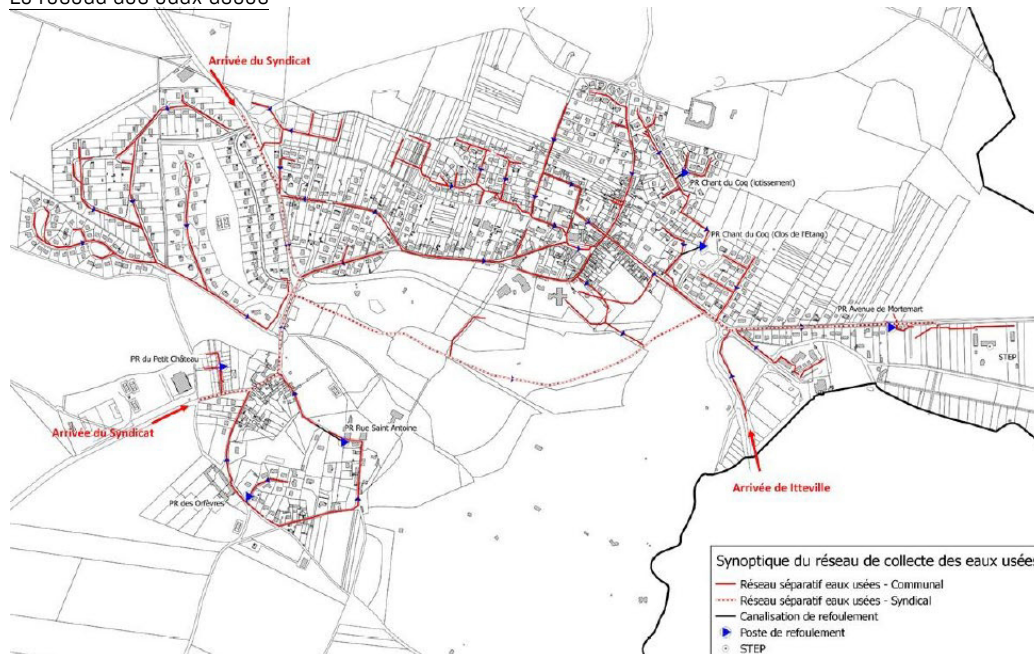 Le réseau des eaux usées
Arrivée du Syndicat
PR Chant du Coq (lotissement)
PR Chant du Coq (Clos de l'Etang)
PR Avenue de Mortemart
STEP
PR du Petit Château
Arrivée du Syndicat
PR Rue Saint Antoine
PR des Orfèvres
Arrivée de Itteville
Synoptique du réseau de collecte des eaux usées
Réseau séparatif eaux usées - Communal
Réseau séparatif eaux usées - Syndical
Canalisation de refoulement
Poste de refoulement
STEP